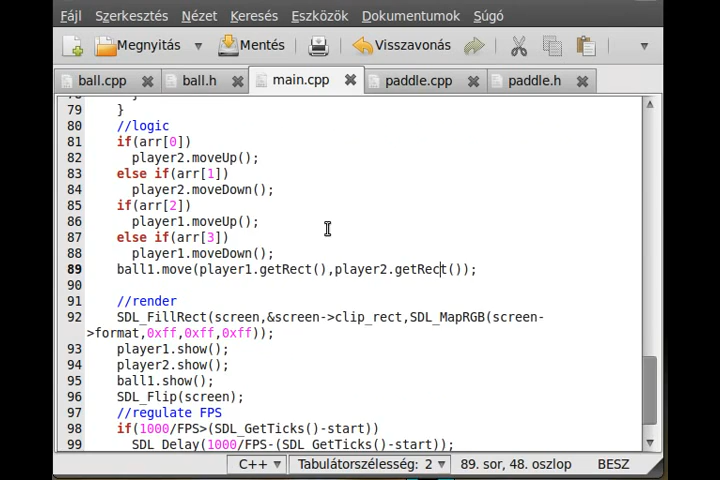 Fájl Szerkesztés Nézet Keresés Eszközök Dokumentumok Súgó
Megnyitás Mentés Visszavonás
ball.cpp ball.h main.cpp paddle.cpp paddle.h
79 }
80 //logic
81 if(arr[0])
82 player2.moveUp();
83 else if(arr[1])
84 player2.moveDown();
85 if(arr[2])
86 player1.moveUp();
87 else if(arr[3])
88 player1.moveDown();
89 ball1.move(player1.getRect(),player2.getRect());
90
91 //render
92 SDL_FillRect(screen,&screen->clip_rect,SDL_MapRGB(screen-
>format,0xff,0xff,0xff));
93 player1.show();
94 player2.show();
95 ball1.show();
96 SDL_Flip(screen);
97 //regulate FPS
98 if(1000/FPS>(SDL_GetTicks()-start))
99 SDL_Delay(1000/FPS-(SDL_GetTicks()-start));
C++ Tabulátorszélesség: 2 89. sor, 48. oszlop BESZ